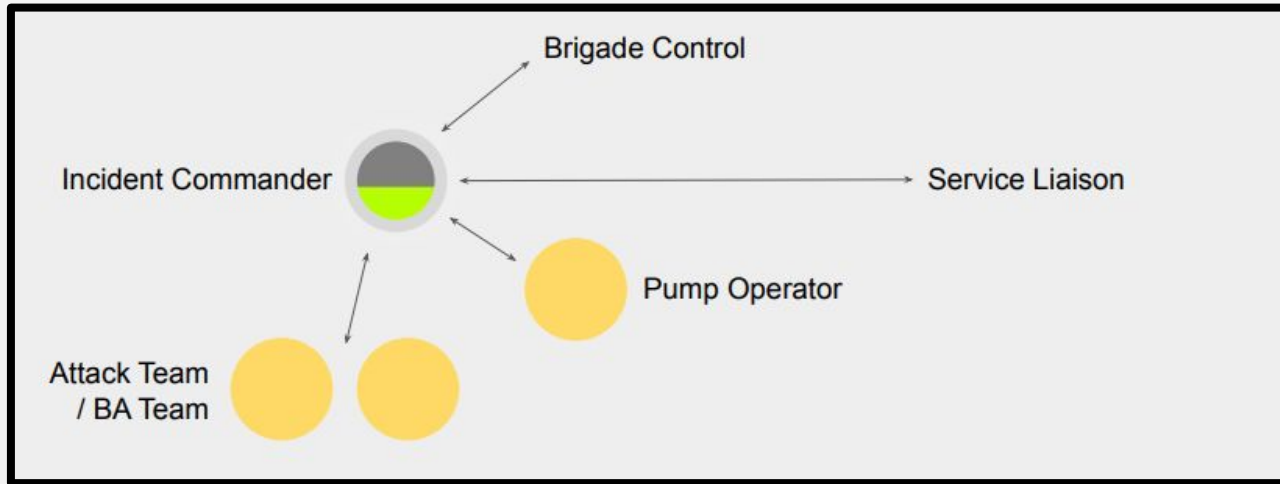 Brigade Control
Incident Commander
Service Liaison
Pump Operator
Attack Team
/ BA Team